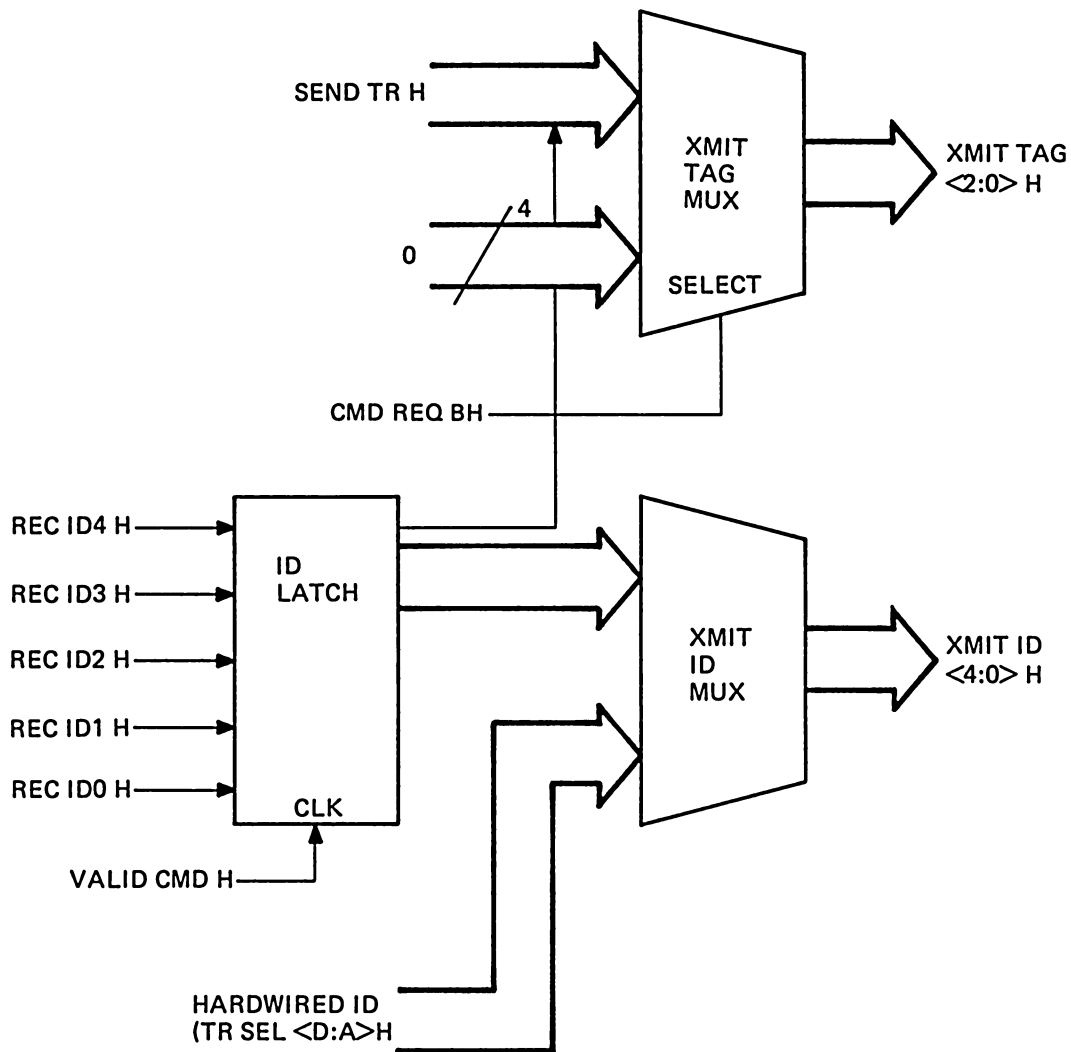 SEND TR H
XMIT
TAG
MUX
XMIT TAG
<2:0> H
4
0
SELECT
CMD REQ BH
REC ID4 H
REC ID3 H
REC ID2 H
REC ID1 H
REC ID0 H
ID
LATCH
CLK
XMIT
ID
MUX
XMIT ID
<4:0> H
VALID CMD H
HARDWIRED ID
(TR SEL <D:A>H